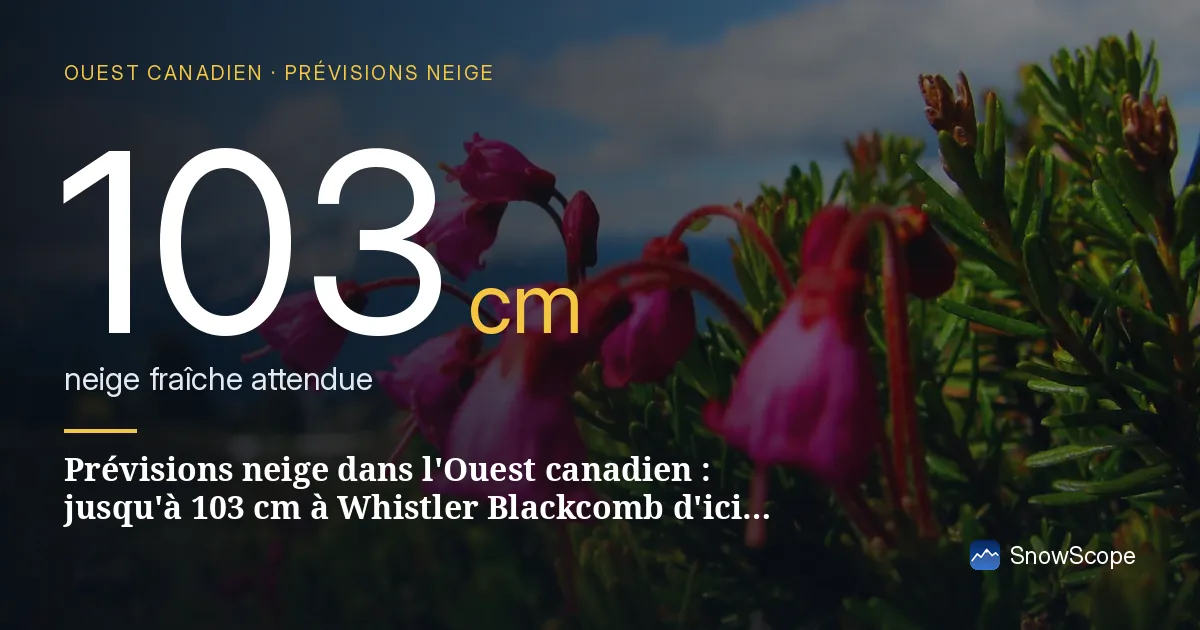 OUEST CANADIEN · PRÉVISIONS NEIGE
103 cm
neige fraîche attendue
Prévisions neige dans l'Ouest canadien :
jusqu'à 103 cm à Whistler Blackcomb d'ici...
SnowScope